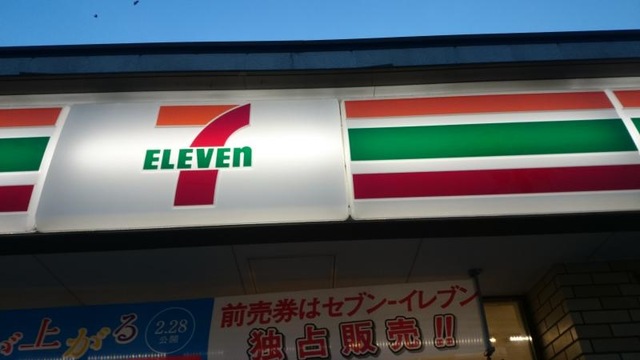 7
ELEVEn
が上がる
2.28
公開
前売券はセブン-イレブン
独占販売!!